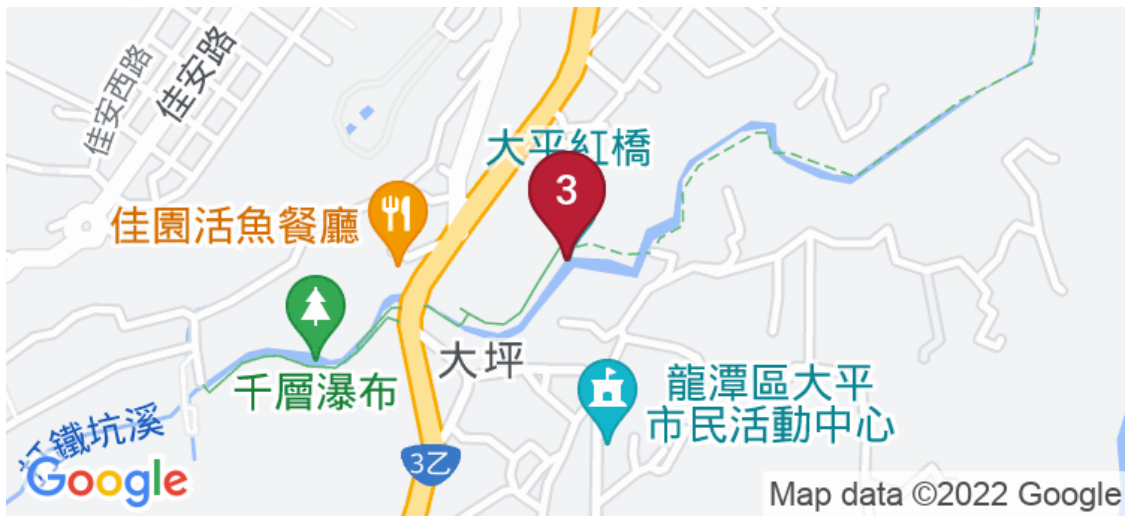 佳安西路
佳安路
大平紅橋
3
佳園活魚餐廳
千層瀑布
大坪
龍潭區大平
市民活動中心
打鐵坑溪
3乙
Google
Map data ©2022 Google